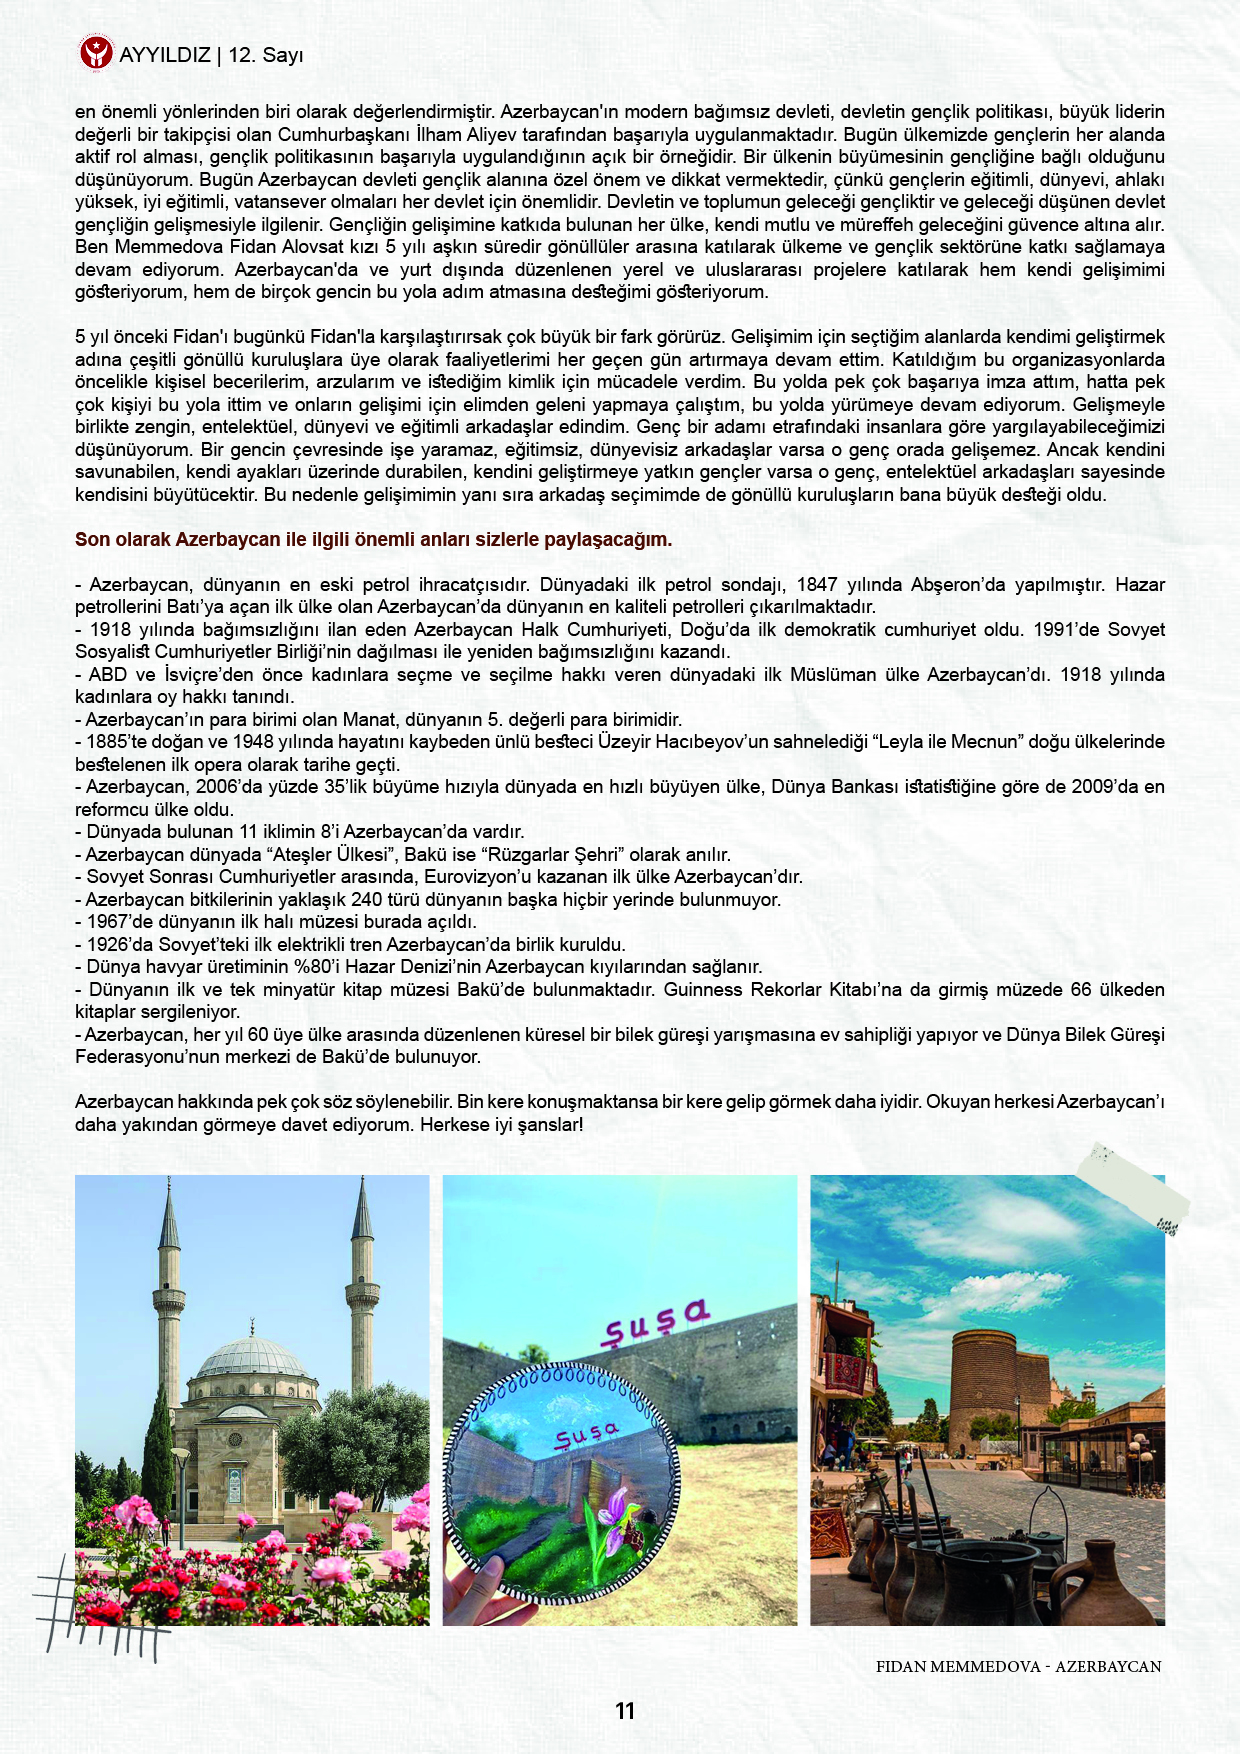 AYYILDIZ | 12. Sayı
en önemli yönlerinden biri olarak değerlendirmiştir. Azerbaycan'ın modern bağımsız devleti, devletin gençlik politikası, büyük liderin
değerli bir takipçisi olan Cumhurbaşkanı İlham Aliyev tarafından başarıyla uygulanmaktadır. Bugün ülkemizde gençlerin her alanda
aktif rol alması, gençlik politikasının başarıyla uygulandığının açık bir örneğidir. Bir ülkenin büyümesinin gençliğine bağlı olduğunu
düşünüyorum. Bugün Azerbaycan devleti gençlik alanına özel önem ve dikkat vermektedir, çünkü gençlerin eğitimli, dünyevi, ahlakı
yüksek, iyi eğitimli, vatansever olmaları her devlet için önemlidir. Devletin ve toplumun geleceği gençliktir ve geleceği düşünen devlet
gençliğin gelişmesiyle ilgilenir. Gençliğin gelişimine katkıda bulunan her ülke, kendi mutlu ve müreffeh geleceğini güvence altına alır.
Ben Memmedova Fidan Alovsat kızı 5 yılı aşkın süredir gönüllüler arasına katılarak ülkeme ve gençlik sektörüne katkı sağlamaya
devam ediyorum. Azerbaycan'da ve yurt dışında düzenlenen yerel ve uluslararası projelere katılarak hem kendi gelişimimi
gösteriyorum, hem de birçok gencin bu yola adım atmasına desteğimi gösteriyorum.
5 yıl önceki Fidan'ı bugünkü Fidan'la karşılaştırırsak çok büyük bir fark görürüz. Gelişimim için seçtiğim alanlarda kendimi geliştirmek
adına çeşitli gönüllü kuruluşlara üye olarak faaliyetlerimi her geçen gün artırmaya devam ettim. Katıldığım bu organizasyonlarda
öncelikle kişisel becerilerim, arzularım ve istediğim kimlik için mücadele verdim. Bu yolda pek çok başarıya imza attım, hatta pek
çok kişiyi bu yola ittim ve onların gelişimi için elimden geleni yapmaya çalıştım, bu yolda yürümeye devam ediyorum. Gelişmeyle
birlikte zengin, entelektüel, dünyevi ve eğitimli arkadaşlar edindim. Genç bir adamı etrafındaki insanlara göre yargılayabileceğimizi
düşünüyorum. Bir gencin çevresinde işe yaramaz, eğitimsiz, dünyevisiz arkadaşlar varsa o genç orada gelişemez. Ancak kendini
savunabilen, kendi ayakları üzerinde durabilen, kendini geliştirmeye yatkın gençler varsa o genç, entelektüel arkadaşları sayesinde
kendisini büyütücektir. Bu nedenle gelişimimin yanı sıra arkadaş seçimimde de gönüllü kuruluşların bana büyük desteği oldu.
Son olarak Azerbaycan ile ilgili önemli anları sizlerle paylaşacağım.
- Azerbaycan, dünyanın en eski petrol ihracatçısıdır. Dünyadaki ilk petrol sondajı, 1847 yılında Abşeron’da yapılmıştır. Hazar
petrollerini Batı’ya açan ilk ülke olan Azerbaycan’da dünyanın en kaliteli petrolleri çıkarılmaktadır.
- 1918 yılında bağımsızlığını ilan eden Azerbaycan Halk Cumhuriyeti, Doğu’da ilk demokratik cumhuriyet oldu. 1991’de Sovyet
Sosyalist Cumhuriyetler Birliği’nin dağılması ile yeniden bağımsızlığını kazandı.
- ABD ve İsviçre’den önce kadınlara seçme ve seçilme hakkı veren dünyadaki ilk Müslüman ülke Azerbaycan’dı. 1918 yılında
kadınlara oy hakkı tanındı.
- Azerbaycan’ın para birimi olan Manat, dünyanın 5. değerli para birimidir.
- 1885’te doğan ve 1948 yılında hayatını kaybeden ünlü besteci Üzeyir Hacıbeyov’un sahnelediği “Leyla ile Mecnun” doğu ülkelerinde
bestelenen ilk opera olarak tarihe geçti.
- Azerbaycan, 2006’da yüzde 35’lik büyüme hızıyla dünyada en hızlı büyüyen ülke, Dünya Bankası istatistiğine göre de 2009’da en
reformcu ülke oldu.
- Dünyada bulunan 11 iklimin 8’i Azerbaycan’da vardır.
- Azerbaycan dünyada “Ateşler Ülkesi”, Bakü ise “Rüzgarlar Şehri” olarak anılır.
- Sovyet Sonrası Cumhuriyetler arasında, Eurovizyon’u kazanan ilk ülke Azerbaycan’dır.
- Azerbaycan bitkilerinin yaklaşık 240 türü dünyanın başka hiçbir yerinde bulunmuyor.
- 1967’de dünyanın ilk halı müzesi burada açıldı.
- 1926’da Sovyet’teki ilk elektrikli tren Azerbaycan’da birlik kuruldu.
- Dünya havyar üretiminin %80’i Hazar Denizi’nin Azerbaycan kıyılarından sağlanır.
- Dünyanın ilk ve tek minyatür kitap müzesi Bakü’de bulunmaktadır. Guinness Rekorlar Kitabı’na da girmiş müzede 66 ülkeden
kitaplar sergileniyor.
- Azerbaycan, her yıl 60 üye ülke arasında düzenlenen küresel bir bilek güreşi yarışmasına ev sahipliği yapıyor ve Dünya Bilek Güreşi
Federasyonu’nun merkezi de Bakü’de bulunuyor.
Azerbaycan hakkında pek çok söz söylenebilir. Bin kere konuşmaktansa bir kere gelip görmek daha iyidir. Okuyan herkesi Azerbaycan’ı
daha yakından görmeye davet ediyorum. Herkese iyi şanslar!
Şuşa
Şuşa
FIDAN MEMMEDOVA - AZERBAYCAN
11